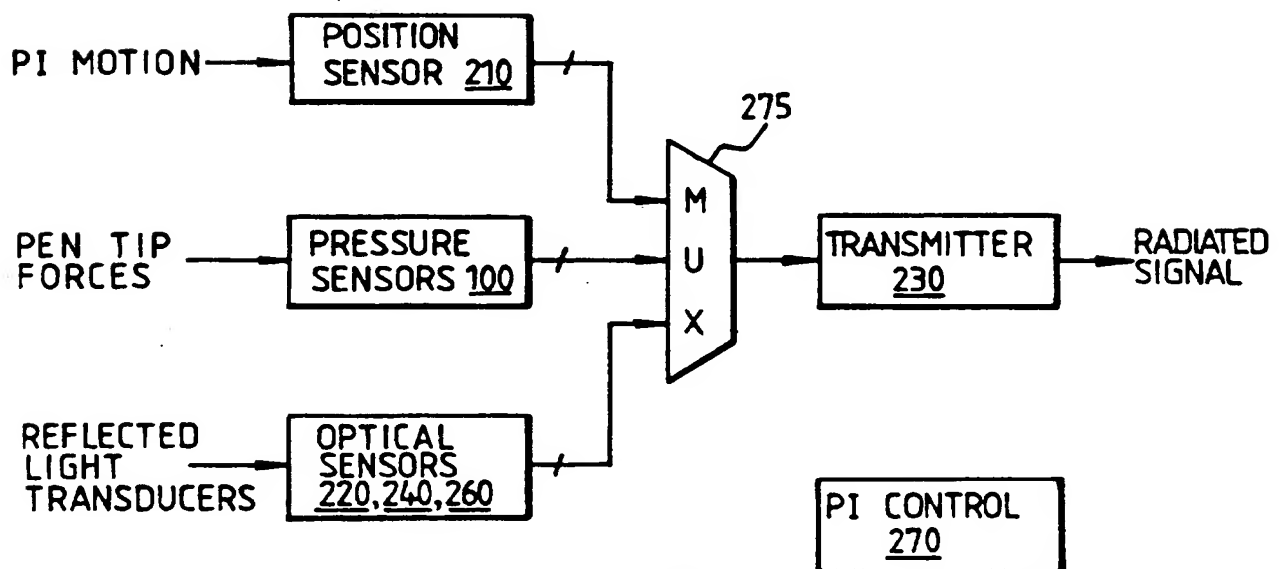 PI MOTION
POSITION
SENSOR 210
275
PEN TIP
FORCES
PRESSURE
SENSORS 100
M
U
X
TRANSMITTER
230
RADIATED
SIGNAL
REFLECTED
LIGHT
TRANSDUCERS
OPTICAL
SENSORS
220, 240, 260
PI CONTROL
270